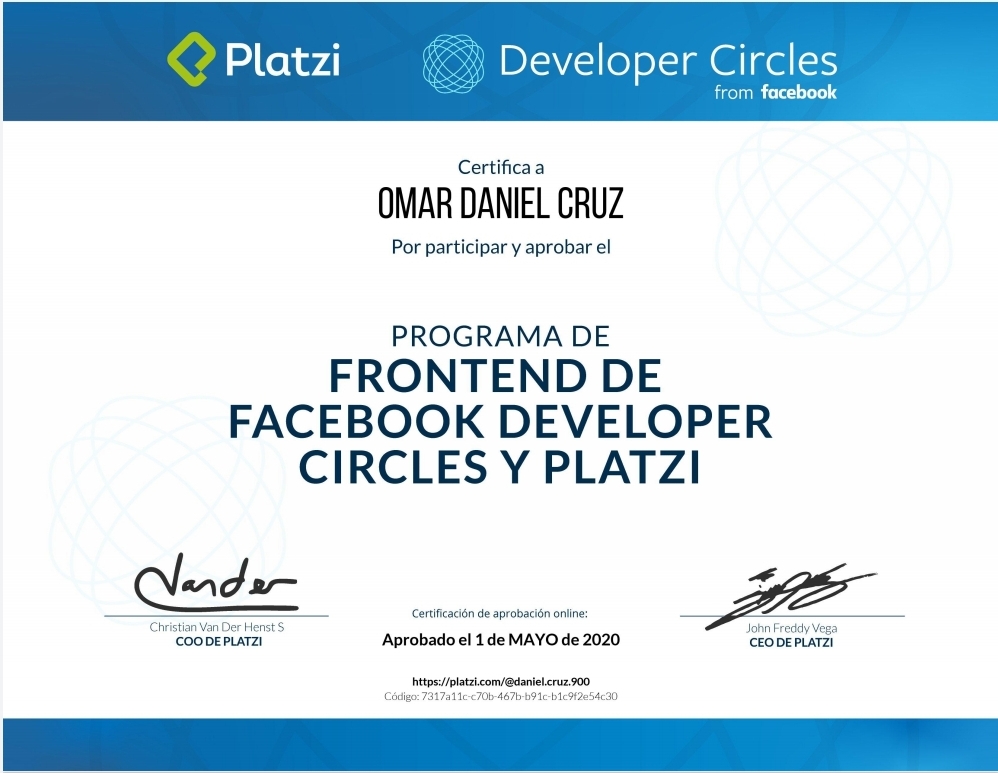 Platzi
Developer Circles
from facebook
Certifica a
OMAR DANIEL CRUZ
Por participar y aprobar el
PROGRAMA DE
FRONTEND DE
FACEBOOK DEVELOPER
CIRCLES Y PLATZI
Vander
Christian Van Der Henst S
COO DE PLATZI
Certificación de aprobación online:
Aprobado el 1 de MAYO de 2020
https://platzi.com/@daniel.cruz.900
Código: 7317a11c-c70b-467b-b91c-b1c9f2e54c30
John Freddy Vega
CEO DE PLATZI